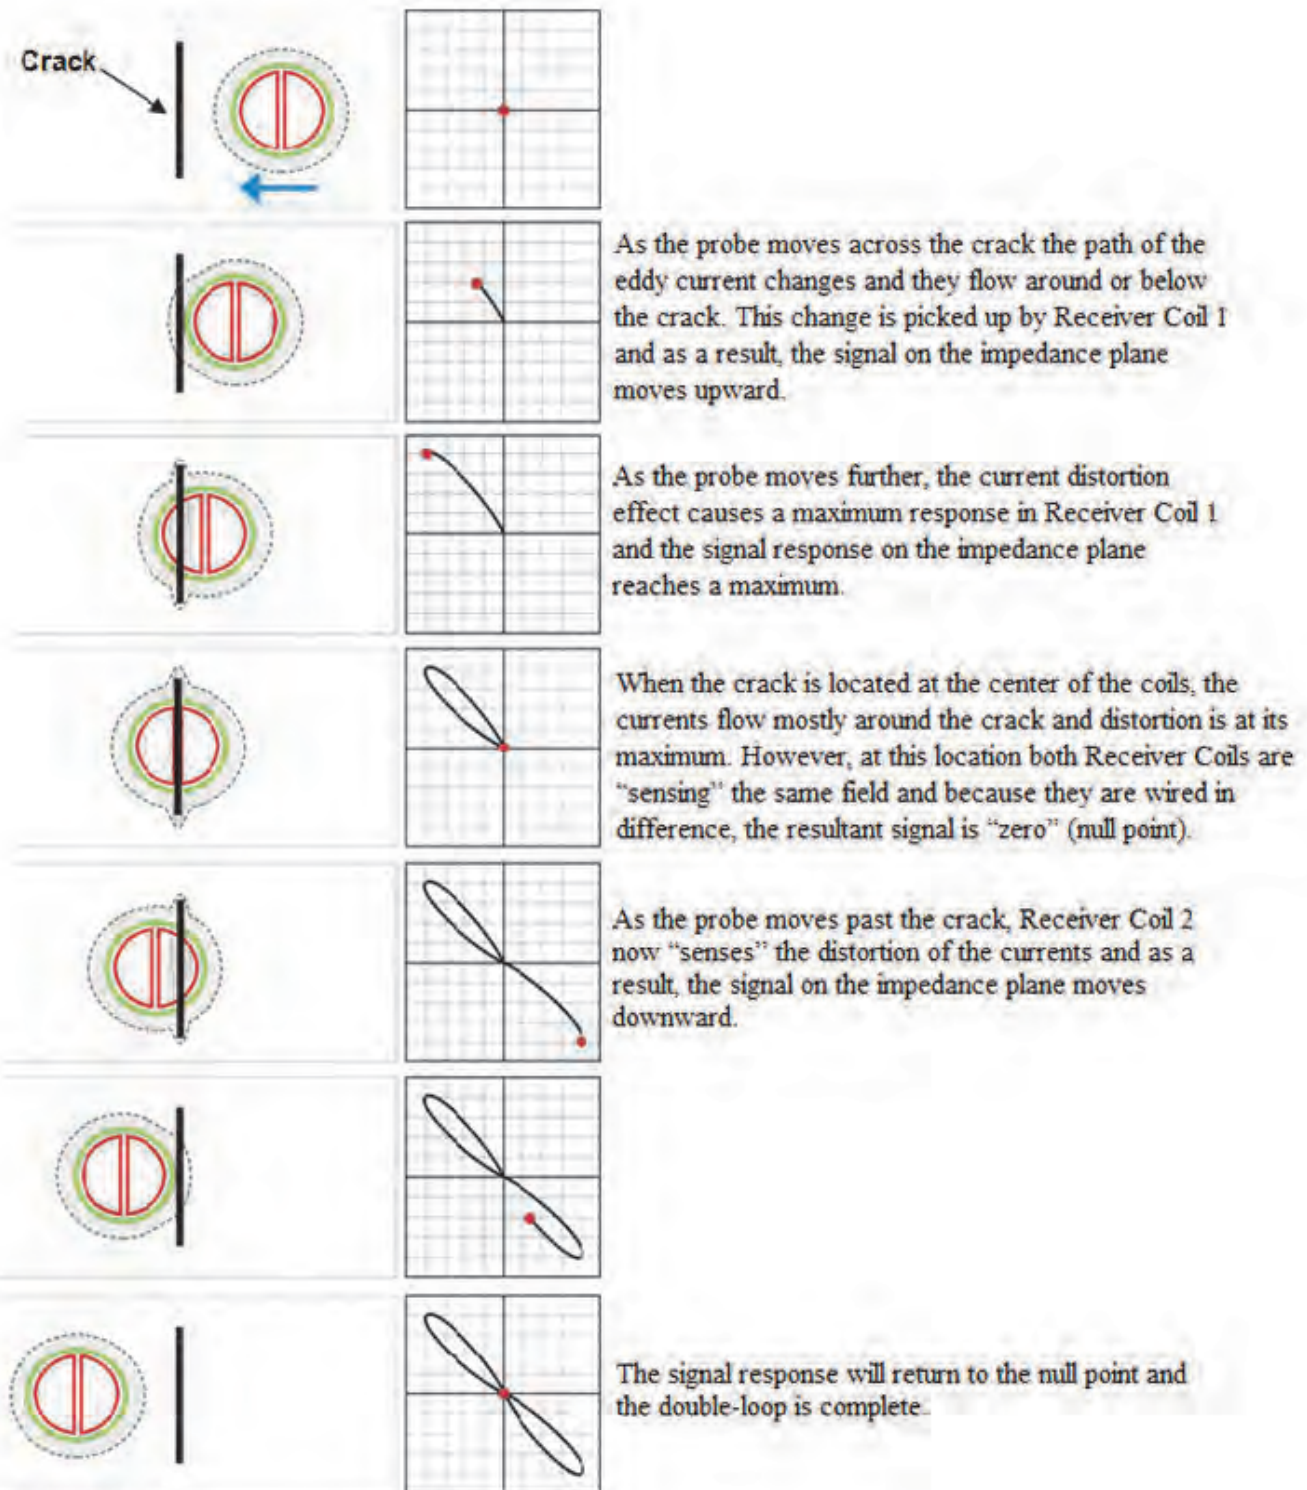 Crack
As the probe moves across the crack the path of the
eddy current changes and they flow around or below
the crack. This change is picked up by Receiver Coil 1
and as a result, the signal on the impedance plane
moves upward.
As the probe moves further, the current distortion
effect causes a maximum response in Receiver Coil 1
and the signal response on the impedance plane
reaches a maximum.
When the crack is located at the center of the coils, the
currents flow mostly around the crack and distortion is at its
maximum. However, at this location both Receiver Coils are
“sensing” the same field and because they are wired in
difference, the resultant signal is “zero” (null point).
As the probe moves past the crack, Receiver Coil 2
now “senses” the distortion of the currents and as a
result, the signal on the impedance plane moves
downward.
The signal response will return to the null point and
the double-loop is complete.